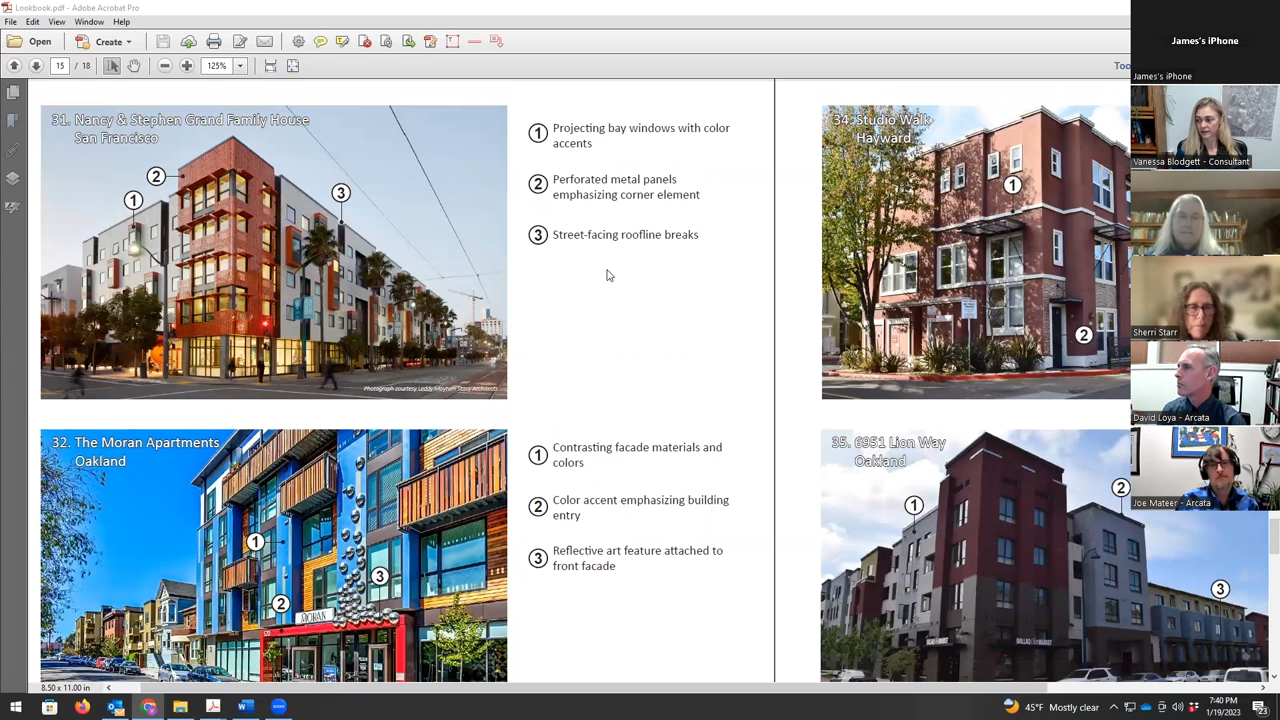 Lookbook.pdf - Adobe Acrobat Pro
File Edit View Window Help
Open Create
15 / 18 125% Too
31. Nancy & Stephen Grand Family House
San Francisco
1
2
3
Photograph courtesy Leddy Maytum Stacy Architects
1 Projecting bay windows with color
accents
2 Perforated metal panels
emphasizing corner element
3 Street-facing roofline breaks
34. Studio Walk
Hayward
1
2
32. The Moran Apartments
Oakland
1
2
3
MORAN
1 Contrasting facade materials and
colors
2 Color accent emphasizing building
entry
3 Reflective art feature attached to
front facade
35. 6951 Lion Way
Oakland
1
2
3
James's iPhone
James's iPhone
Vanessa Blodgett - Consultant
Sherri Starr
David Loya - Arcata
Joe Mateer - Arcata
8.50 x 11.00 in
45°F Mostly clear
7:40 PM
1/19/2023
23